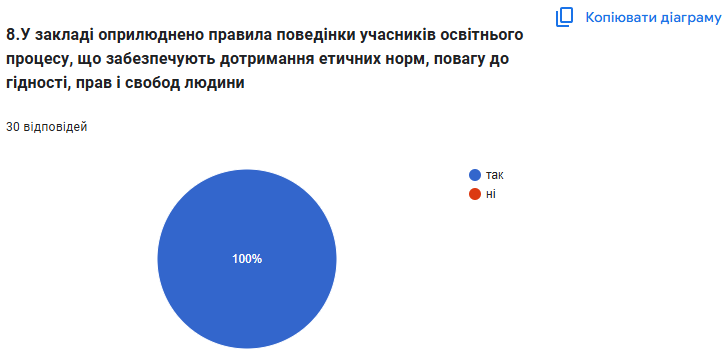 Копіювати діаграму
8.У закладі оприлюднено правила поведінки учасників освітнього
процесу, що забезпечують дотримання етичних норм, повагу до
гідності, прав і свобод людини
30 відповідей
так
ні
100%